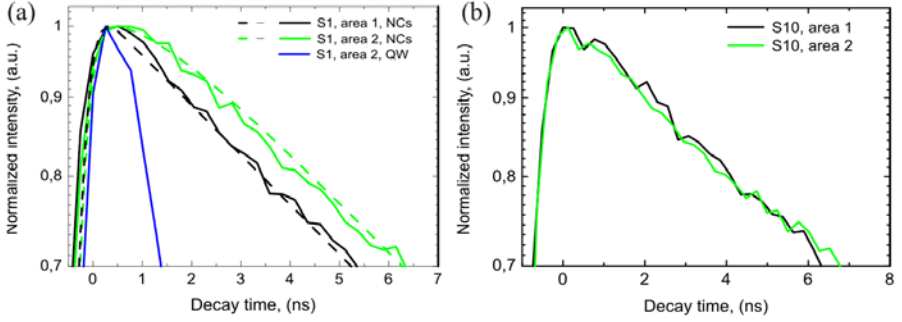 (a)
S1, area 1, NCs
S1, area 2, NCs
S1, area 2, QW
Normalized intensity, (a.u.)
1
0,9
0,8
0,7
0 1 2 3 4 5 6 7
Decay time, (ns)
(b)
S10, area 1
S10, area 2
Normalized intensity, (a.u.)
1
0,9
0,8
0,7
0 2 4 6 8
Decay time, (ns)